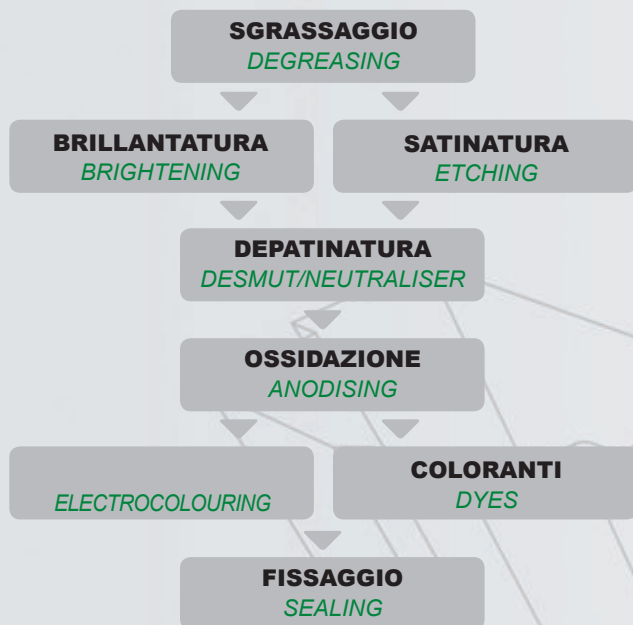 SGRASSAGGIO
DEGREASING
BRILLANTATURA
BRIGHTENING
SATINATURA
ETCHING
DEPATINATURA
DESMUT/NEUTRALISER
OSSIDAZIONE
ANODISING
ELECTROCOLOURING
COLORANTI
DYES
FISSAGGIO
SEALING